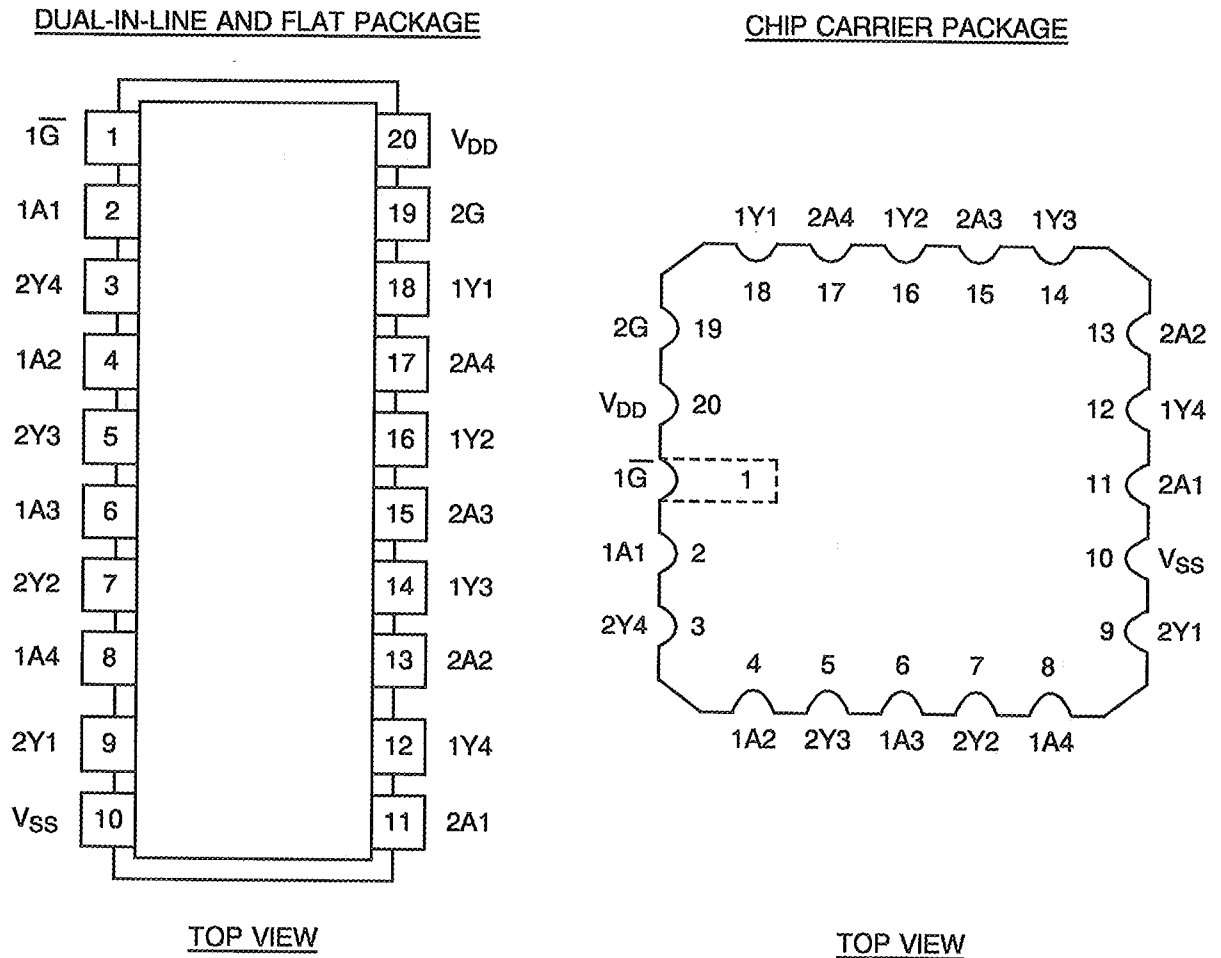 DUAL-IN-LINE AND FLAT PACKAGE
1G̅ 1 20 VDD
1A1 2 19 2G
2Y4 3 18 1Y1
1A2 4 17 2A4
2Y3 5 16 1Y2
1A3 6 15 2A3
2Y2 7 14 1Y3
1A4 8 13 2A2
2Y1 9 12 1Y4
VSS 10 11 2A1
TOP VIEW
CHIP CARRIER PACKAGE
1Y1 2A4 1Y2 2A3 1Y3
18 17 16 15 14
2G 19 13 2A2
VDD 20 12 1Y4
1G̅ 1 11 2A1
1A1 2 10 VSS
2Y4 3 9 2Y1
4 5 6 7 8
1A2 2Y3 1A3 2Y2 1A4
TOP VIEW